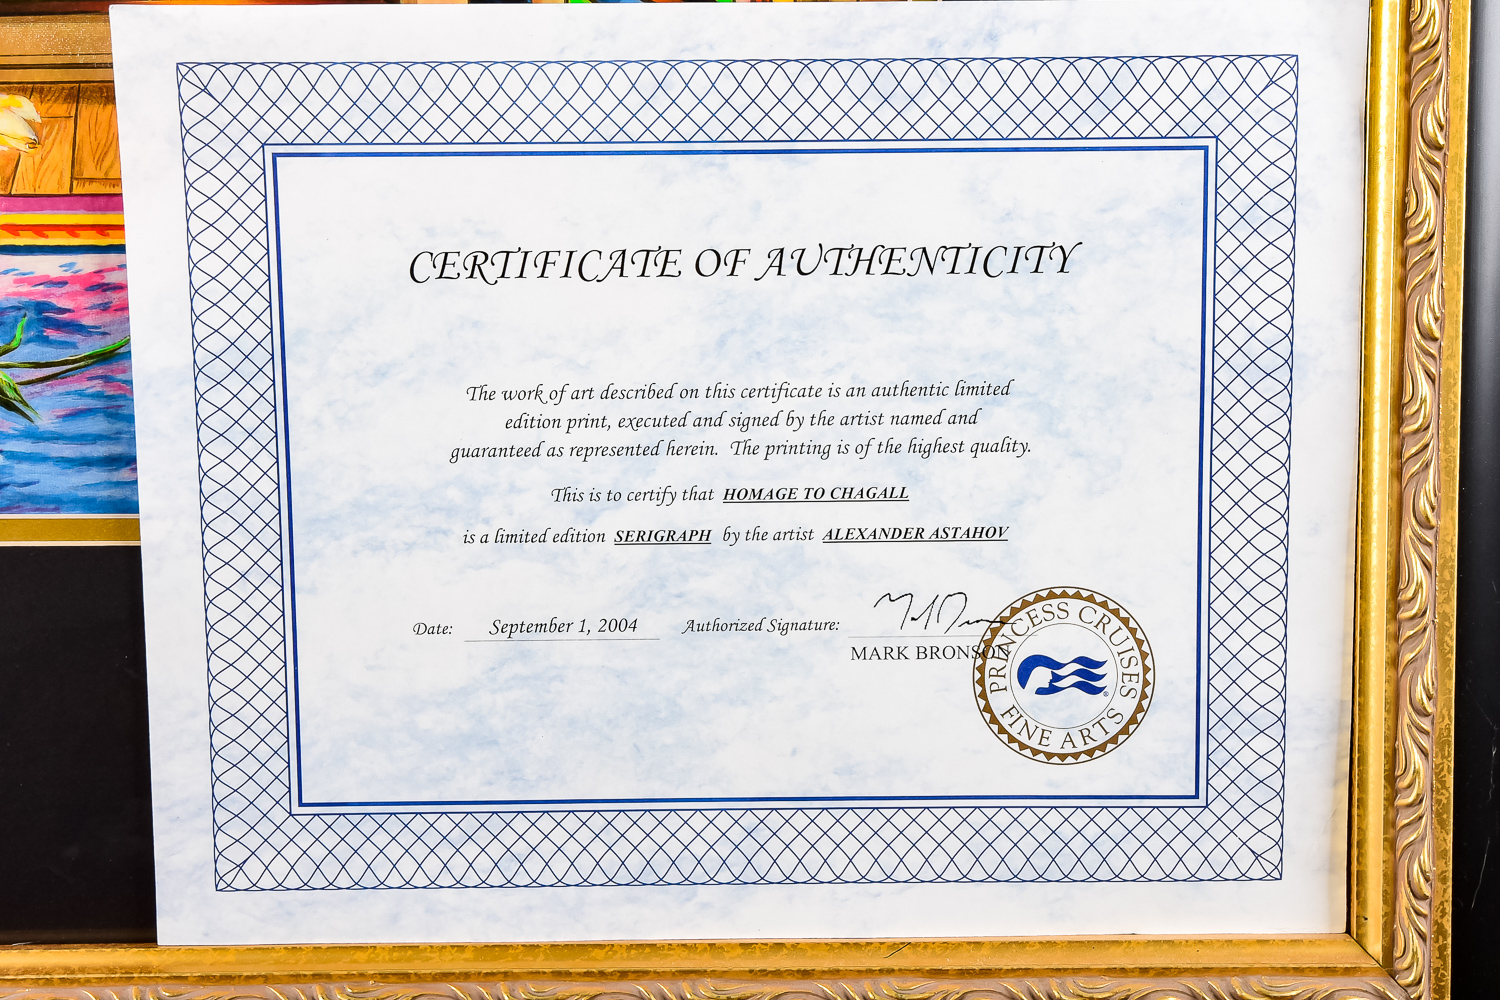 CERTIFICATE OF AUTHENTICITY
The work of art described on this certificate is an authentic limited
edition print, executed and signed by the artist named and
guaranteed as represented herein. The printing is of the highest quality.
This is to certify that HOMAGE TO CHAGALL
is a limited edition SERIGRAPH by the artist ALEXANDER ASTAHOV
Date: September 1, 2004 Authorized Signature:
MARK BRONSON
PRINCESS CRUISES
FINE ARTS
®